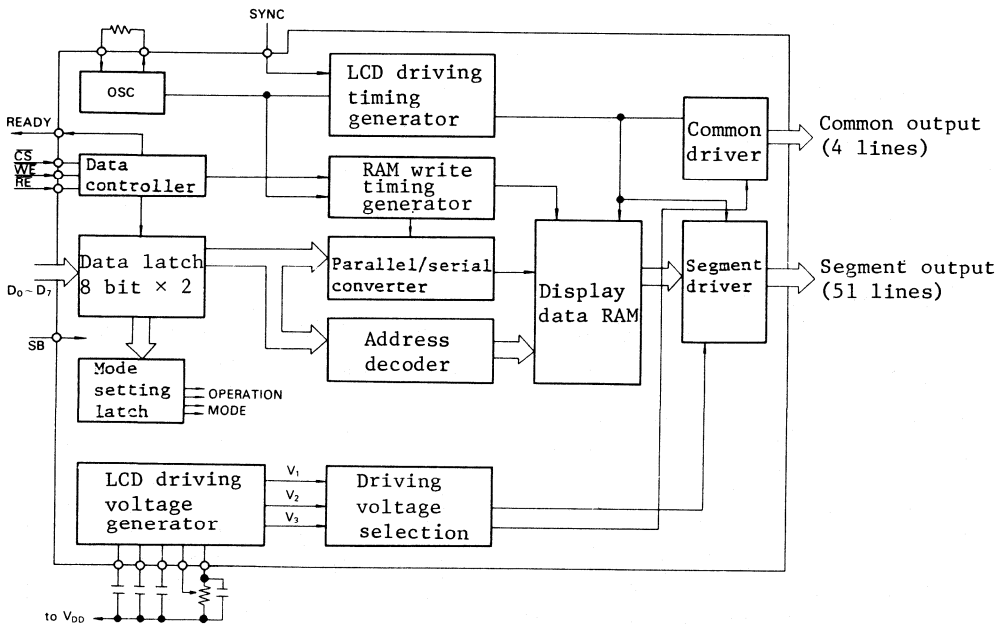 SYNC
OSC
LCD driving
timing
generator
READY
Common
driver
Common output
(4 lines)
CS
WE
RE
Data
controller
RAM write
timing
generator
Data latch
8 bit × 2
D0~D7
Parallel/serial
converter
Display
data RAM
Segment
driver
Segment output
(51 lines)
SB
Address
decoder
Mode
setting
latch
OPERATION
MODE
LCD driving
voltage
generator
V1
V2
V3
Driving
voltage
selection
to VDD